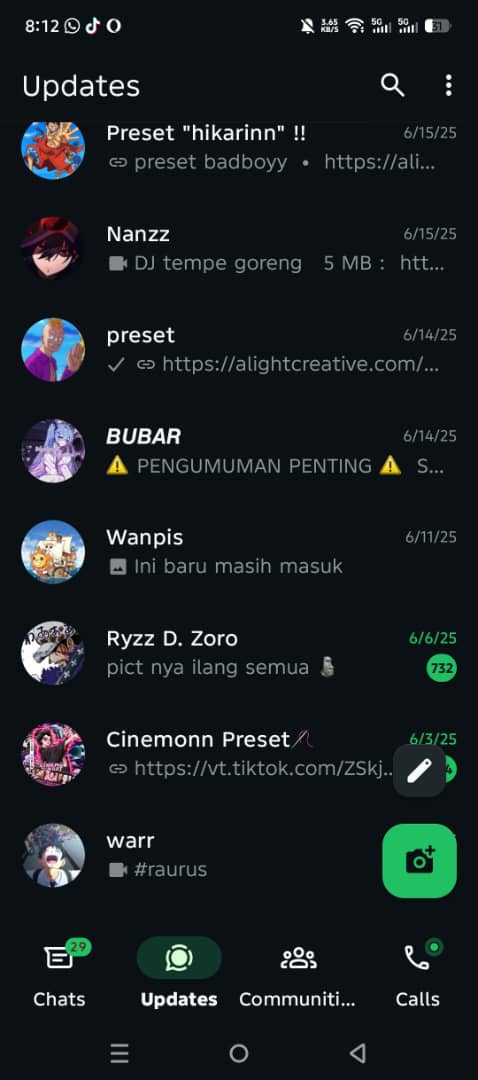 8:12 3.65 KB/S 5G 5G 31
Updates
Preset "hikarinn" !! 6/15/25
preset badboyy • https://ali...
Nanzz 6/15/25
DJ tempe goreng 5 MB : htt...
preset 6/14/25
https://alightcreative.com/...
BUBAR 6/14/25
⚠️ PENGUMUMAN PENTING ⚠️ S...
Wanpis 6/11/25
Ini baru masih masuk
Ryzz D. Zoro 6/6/25
pict nya ilang semua 🗿 732
Cinemonn Preset 6/3/25
https://vt.tiktok.com/ZSkj...
warr
#raurus
29
Chats Updates Communiti... Calls